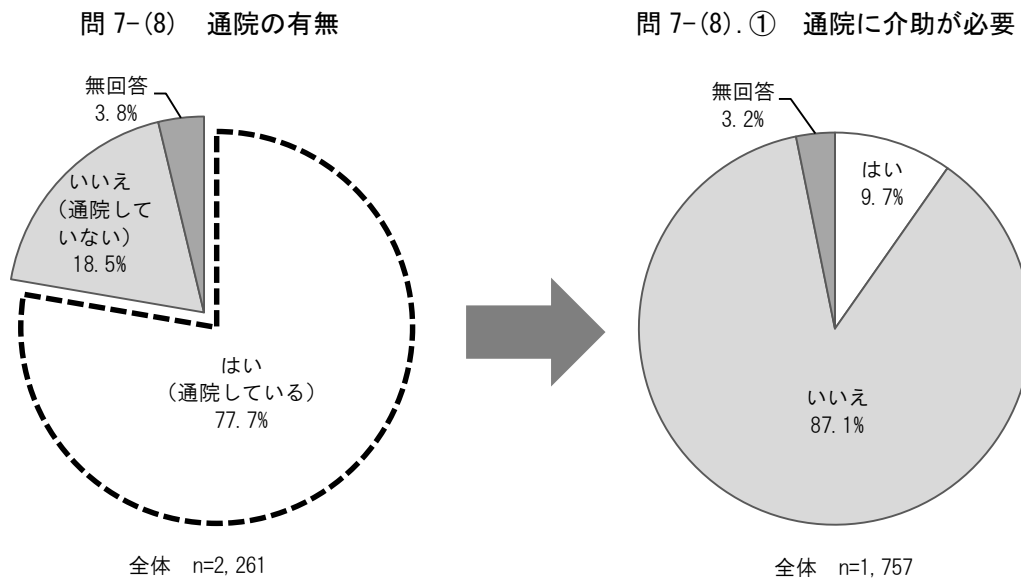 問 7-(8)　通院の有無
無回答
3.8%
いいえ
（通院して
いない）
18.5%
はい
（通院している）
77.7%
全体　n=2,261
問 7-(8).①　通院に介助が必要
無回答
3.2%
はい
9.7%
いいえ
87.1%
全体　n=1,757